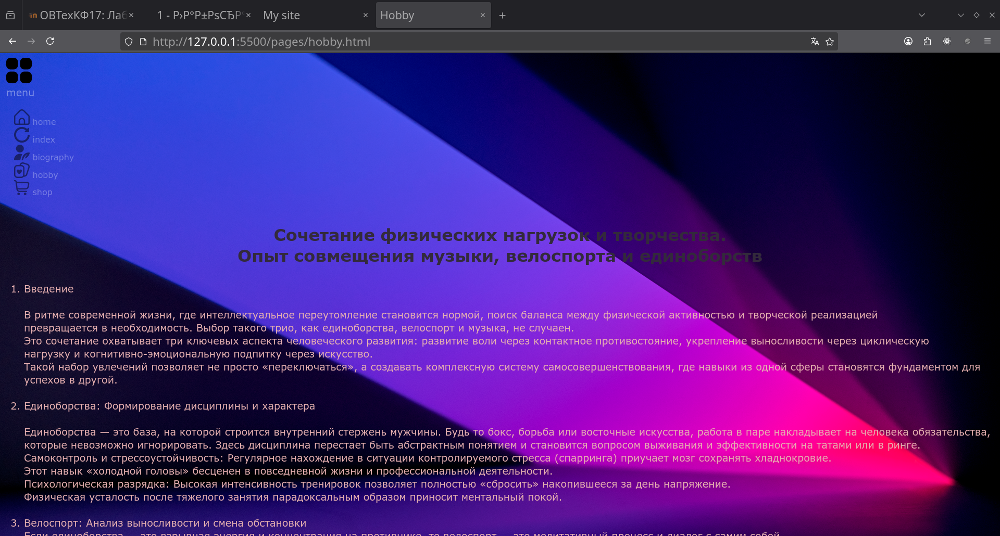 ОВТехКФ17: Лаб
1 - Р›Р°Р±РѕСЂР°
My site
Hobby
http://127.0.0.1:5500/pages/hobby.html
menu
home
index
biography
hobby
shop
Сочетание физических нагрузок и творчества.
Опыт совмещения музыки, велоспорта и единоборств
1. Введение
В ритме современной жизни, где интеллектуальное переутомление становится нормой, поиск баланса между физической активностью и творческой реализацией
превращается в необходимость. Выбор такого трио, как единоборства, велоспорт и музыка, не случаен.
Это сочетание охватывает три ключевых аспекта человеческого развития: развитие воли через контактное противостояние, укрепление выносливости через циклическую
нагрузку и когнитивно-эмоциональную подпитку через искусство.
Такой набор увлечений позволяет не просто «переключаться», а создавать комплексную систему самосовершенствования, где навыки из одной сферы становятся фундаментом для
успехов в другой.
2. Единоборства: Формирование дисциплины и характера
Единоборства — это база, на которой строится внутренний стержень мужчины. Будь то бокс, борьба или восточные искусства, работа в паре накладывает на человека обязательства,
которые невозможно игнорировать. Здесь дисциплина перестает быть абстрактным понятием и становится вопросом выживания и эффективности на татами или в ринге.
Самоконтроль и стрессоустойчивость: Регулярное нахождение в ситуации контролируемого стресса (спарринга) приучает мозг сохранять хладнокровие.
Этот навык «холодной головы» бесценен в повседневной жизни и профессиональной деятельности.
Психологическая разрядка: Высокая интенсивность тренировок позволяет полностью «сбросить» накопившееся за день напряжение.
Физическая усталость после тяжелого занятия парадоксальным образом приносит ментальный покой.
3. Велоспорт: Анализ выносливости и смена обстановки
Если единоборства — это взрывная энергия и концентрация на противнике, то велоспорт — это медитативный процесс и диалог с самим собой.